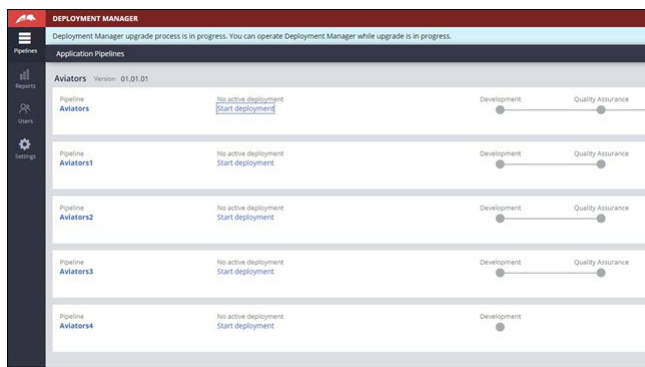 DEPLOYMENT MANAGER
Deployment Manager upgrade process is in progress. You can operate Deployment Manager while upgrade is in progress.
Pipelines
Application Pipelines
Reports
Users
Settings
Aviators Version 01.01.01
Pipeline No active deployment Development Quality Assurance
Aviators Start deployment
Pipeline No active deployment Development Quality Assurance
Aviators1 Start deployment
Pipeline No active deployment Development Quality Assurance
Aviators2 Start deployment
Pipeline No active deployment Development Quality Assurance
Aviators3 Start deployment
Pipeline No active deployment Development
Aviators4 Start deployment